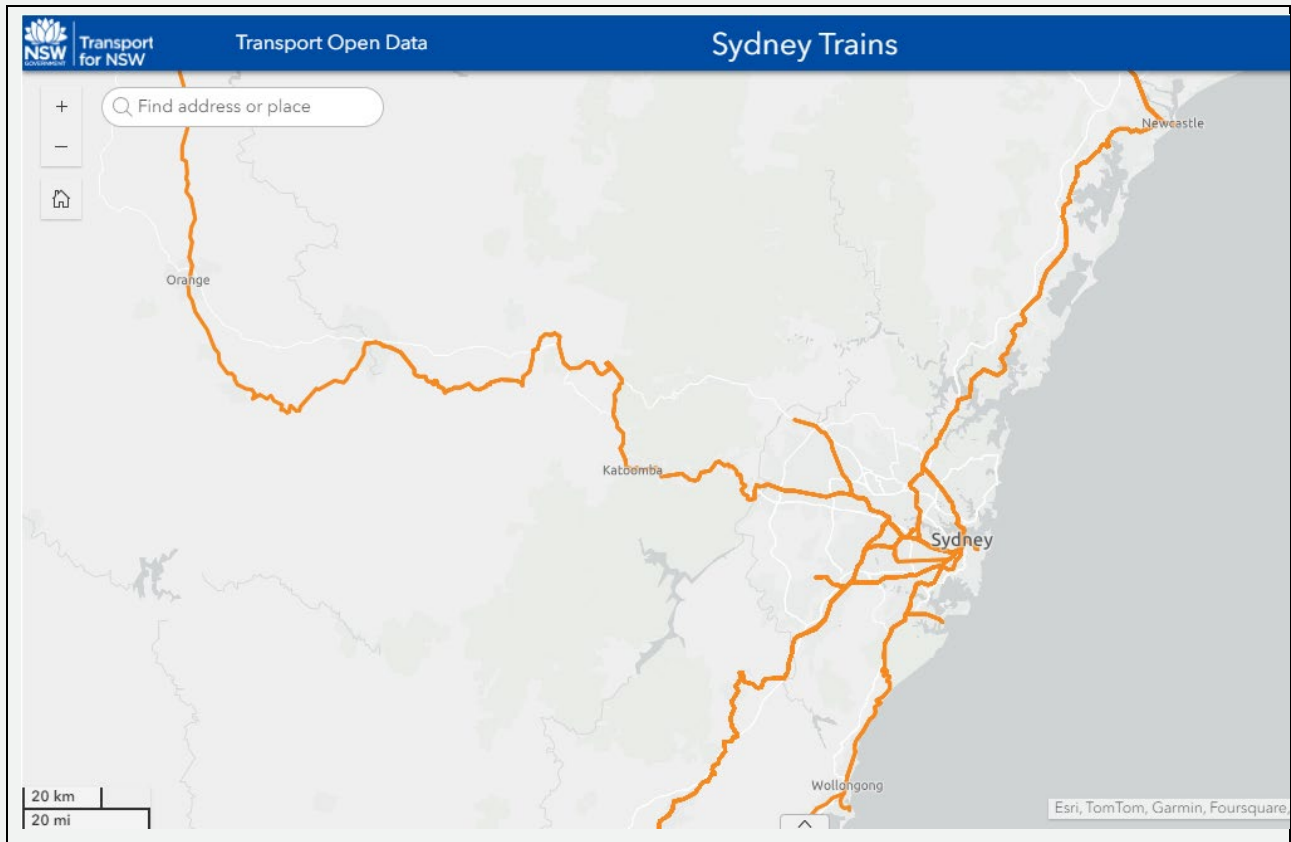 NSW
GOVERNMENT
Transport
for NSW
Transport Open Data
Sydney Trains
+
Find address or place
−
Newcastle
Orange
Katoomba
Sydney
Wollongong
20 km
20 mi
Esri, TomTom, Garmin, Foursquare,